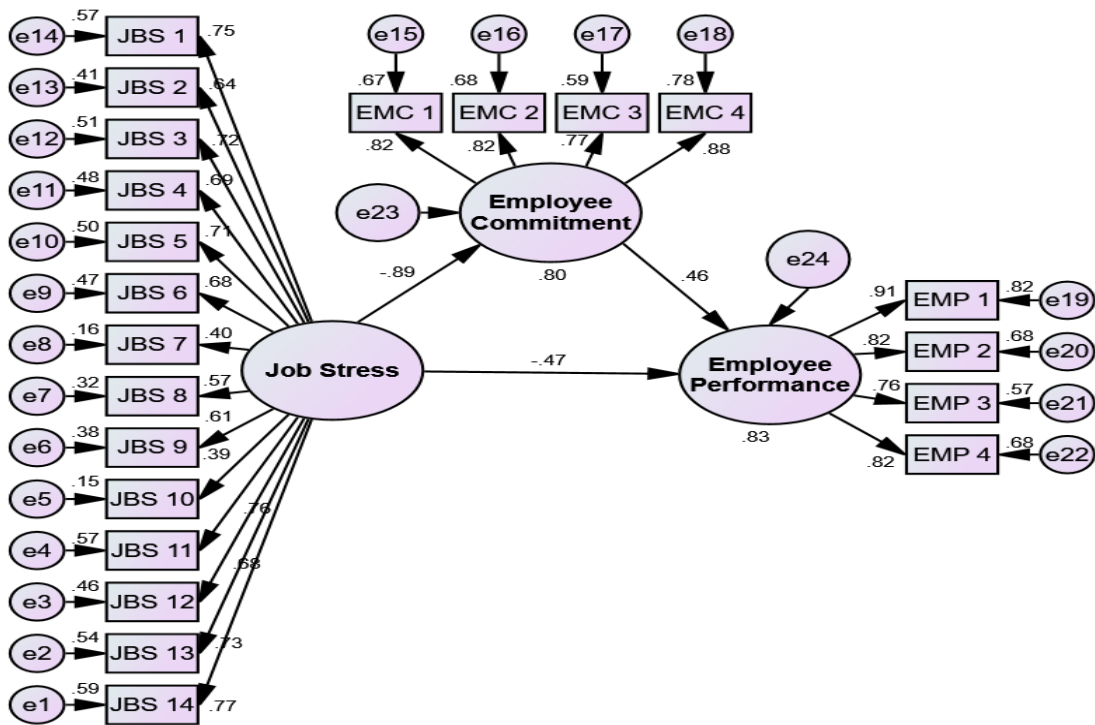 e14 .57 JBS 1 .75
e13 .41 JBS 2 .64
e12 .51 JBS 3 .72
e11 .48 JBS 4 .69
e10 .50 JBS 5 .71
e9 .47 JBS 6 .68
e8 .16 JBS 7 .40
e7 .32 JBS 8 .57
e6 .38 JBS 9 .61
e5 .15 JBS 10 .39
e4 .57 JBS 11 .76
e3 .46 JBS 12 .68
e2 .54 JBS 13 .73
e1 .59 JBS 14 .77
Job Stress
-.89
-.47
e15 e16 e17 e18
.67 .68 .59 .78
EMC 1 EMC 2 EMC 3 EMC 4
.82 .82 .77 .88
e23
Employee
Commitment
.80
.46
e24
Employee
Performance
.83
.91 EMP 1 .82 e19
.82 EMP 2 .68 e20
.76 EMP 3 .57 e21
.82 EMP 4 .68 e22